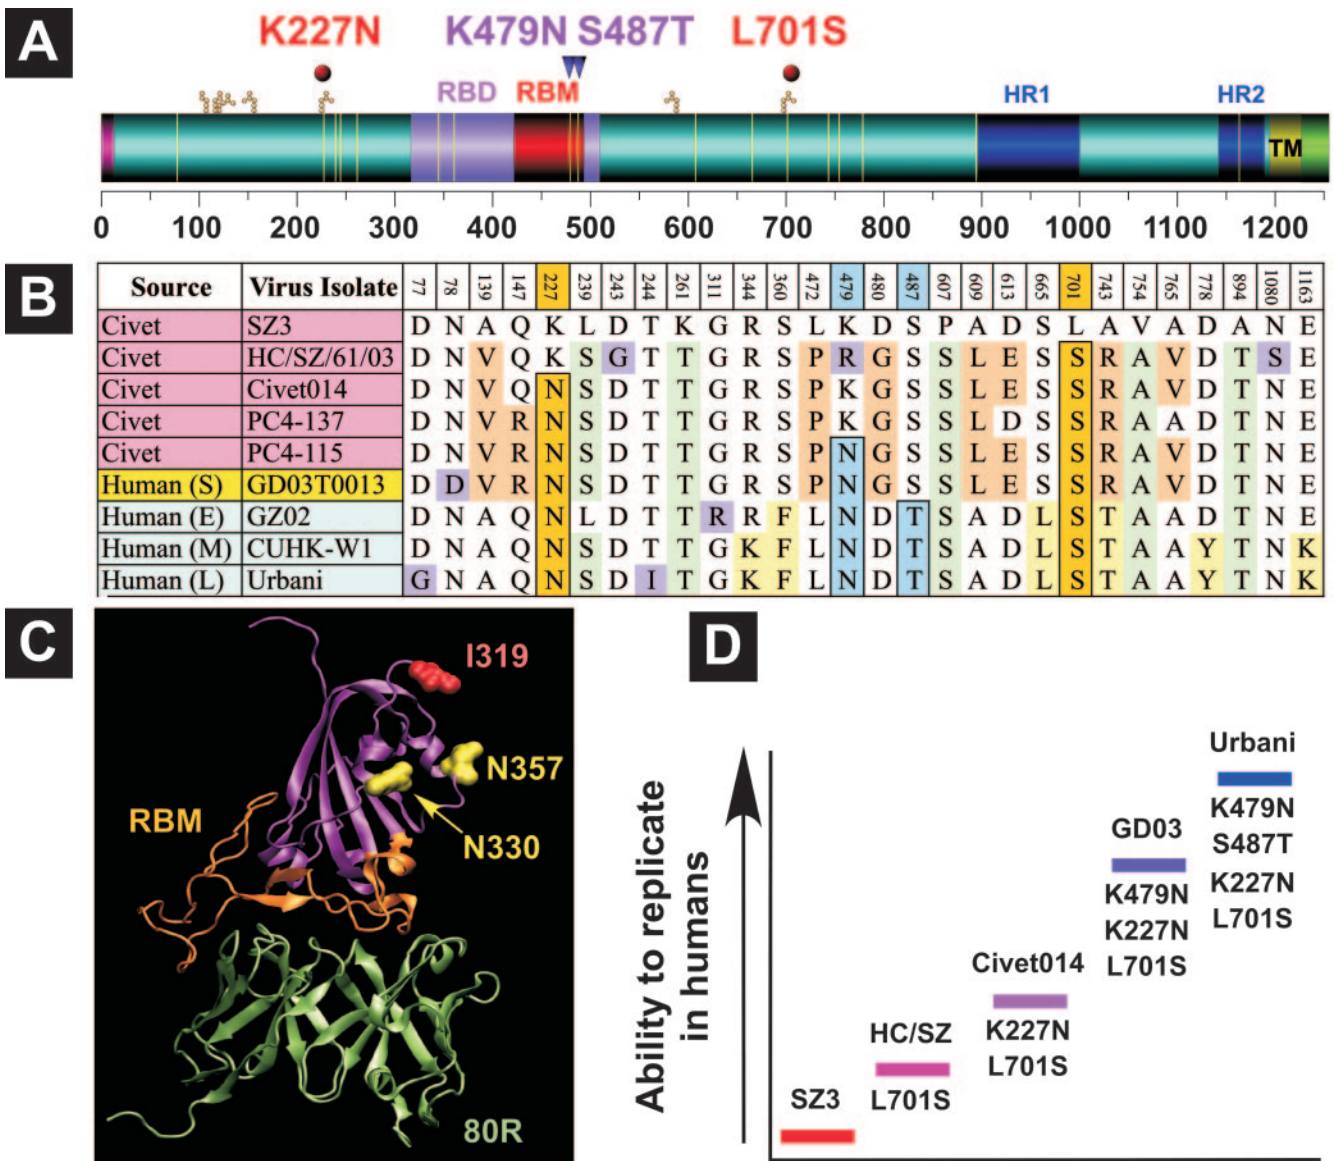 A
K227N K479N S487T L701S
RBD RBM HR1 HR2
TM
0 100 200 300 400 500 600 700 800 900 1000 1100 1200
B
Source Virus Isolate 77 78 139 147 227 239 243 244 261 311 344 360 472 479 480 487 607 609 613 665 701 743 754 765 778 894 1080 1163
Civet SZ3 D N A Q K L D T K G R S L K D S P A D S L A V A D A N E
Civet HC/SZ/61/03 D N V Q K S G T T G R S P R G S S L E S S R A V D T S E
Civet Civet014 D N V Q N S D T T G R S P K G S S L E S S R A V D T N E
Civet PC4-137 D N V R N S D T T G R S P K G S S L D S S R A A D T N E
Civet PC4-115 D N V R N S D T T G R S P N G S S L E S S R A V D T N E
Human (S) GD03T0013 D D V R N S D T T G R S P N G S S L E S S R A V D T N E
Human (E) GZ02 D N A Q N L D T T R R F L N D T S A D L S T A A D T N E
Human (M) CUHK-W1 D N A Q N S D T T G K F L N D T S A D L S T A A Y T N K
Human (L) Urbani G N A Q N S D I T G K F L N D T S A D L S T A A Y T N K
C
I319
N357
RBM
N330
80R
D
Ability to replicate
in humans
SZ3
HC/SZ
L701S
Civet014
K227N
L701S
GD03
K479N
K227N
L701S
Urbani
K479N
S487T
K227N
L701S